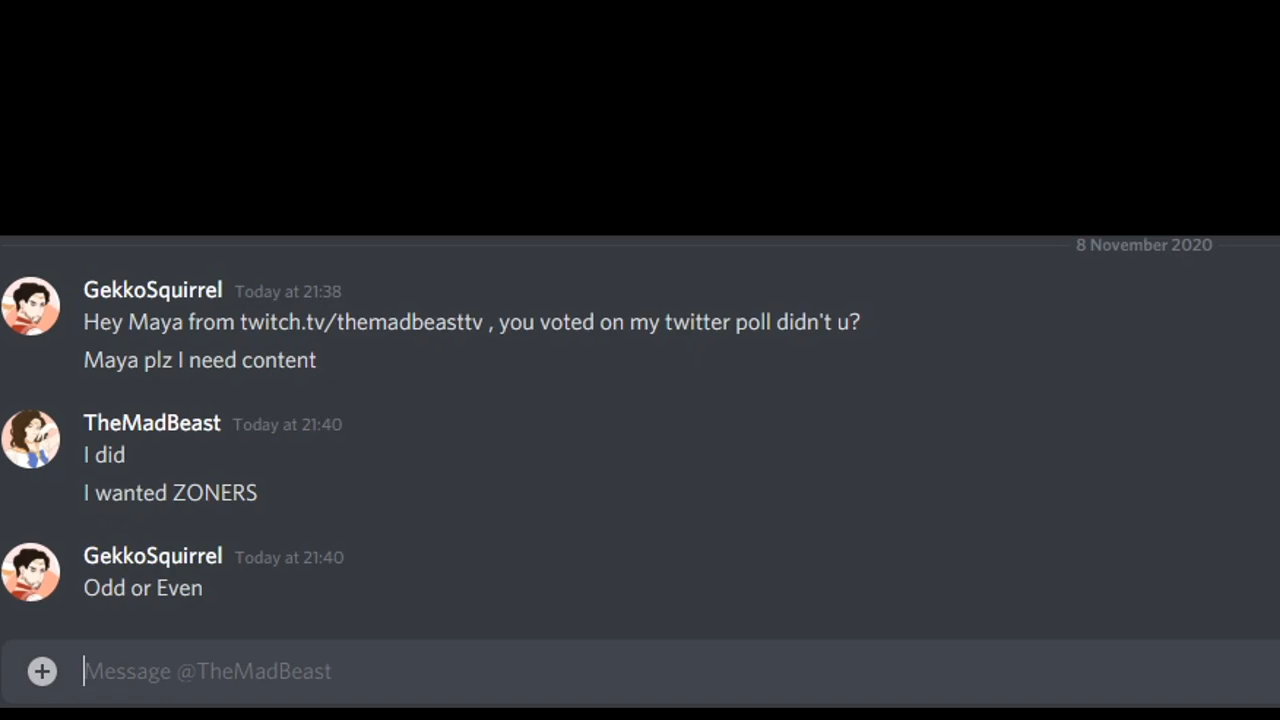 8 November 2020
GekkoSquirrel Today at 21:38
Hey Maya from twitch.tv/themadbeasttv , you voted on my twitter poll didn't u?
Maya plz I need content
TheMadBeast Today at 21:40
I did
I wanted ZONERS
GekkoSquirrel Today at 21:40
Odd or Even
Message @TheMadBeast